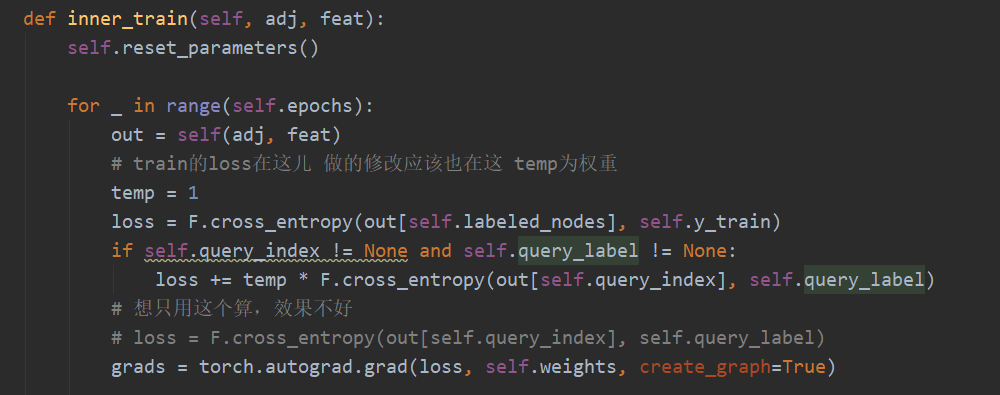 def inner_train(self, adj, feat):
self.reset_parameters()
for _ in range(self.epochs):
out = self(adj, feat)
# train的loss在这儿 做的修改应该也在这 temp为权重
temp = 1
loss = F.cross_entropy(out[self.labeled_nodes], self.y_train)
if self.query_index != None and self.query_label != None:
loss += temp * F.cross_entropy(out[self.query_index], self.query_label)
# 想只用这个算，效果不好
# loss = F.cross_entropy(out[self.query_index], self.query_label)
grads = torch.autograd.grad(loss, self.weights, create_graph=True)